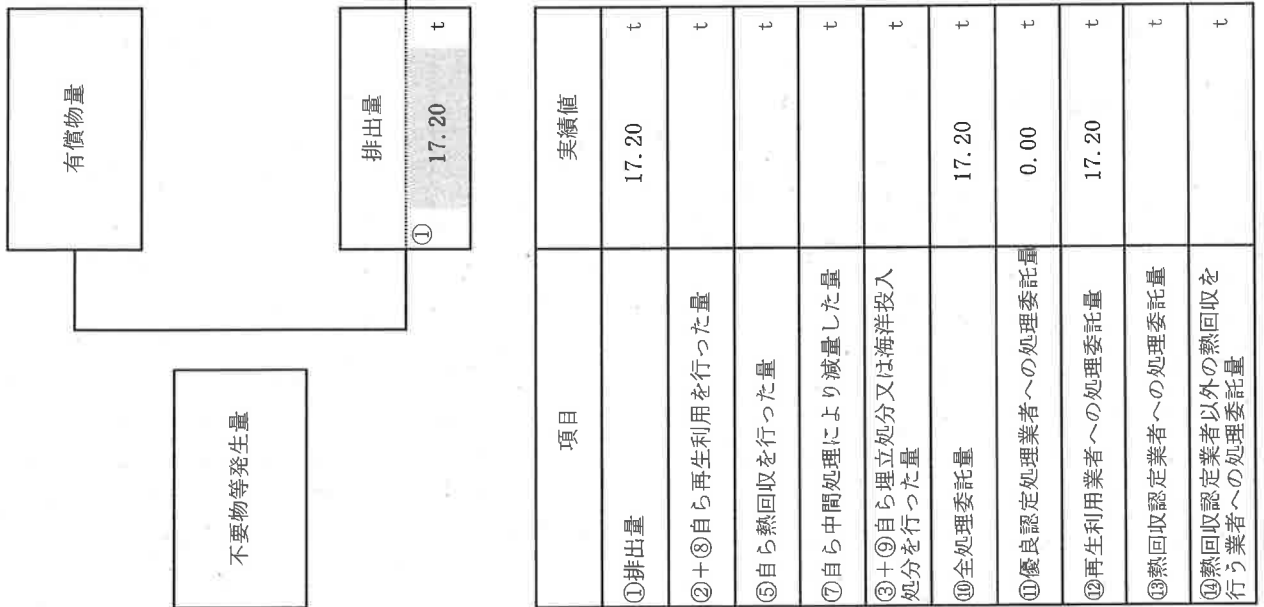 不要物等発生量
有償物量
排出量
① 17.20 t
項目 実績値
①排出量 17.20 t
②+⑧自ら再生利用を行った量 t
⑤自ら熱回収を行った量 t
⑦自ら中間処理により減量した量 t
③+⑨自ら埋立処分又は海洋投入
処分を行った量 t
⑩全処理委託量 17.20 t
⑪優良認定処理業者への処理委託量 0.00 t
⑫再生利用業者への処理委託量 17.20 t
⑬熱回収認定業者への処理委託量 t
⑭熱回収認定業者以外の熱回収を
行う業者への処理委託量 t